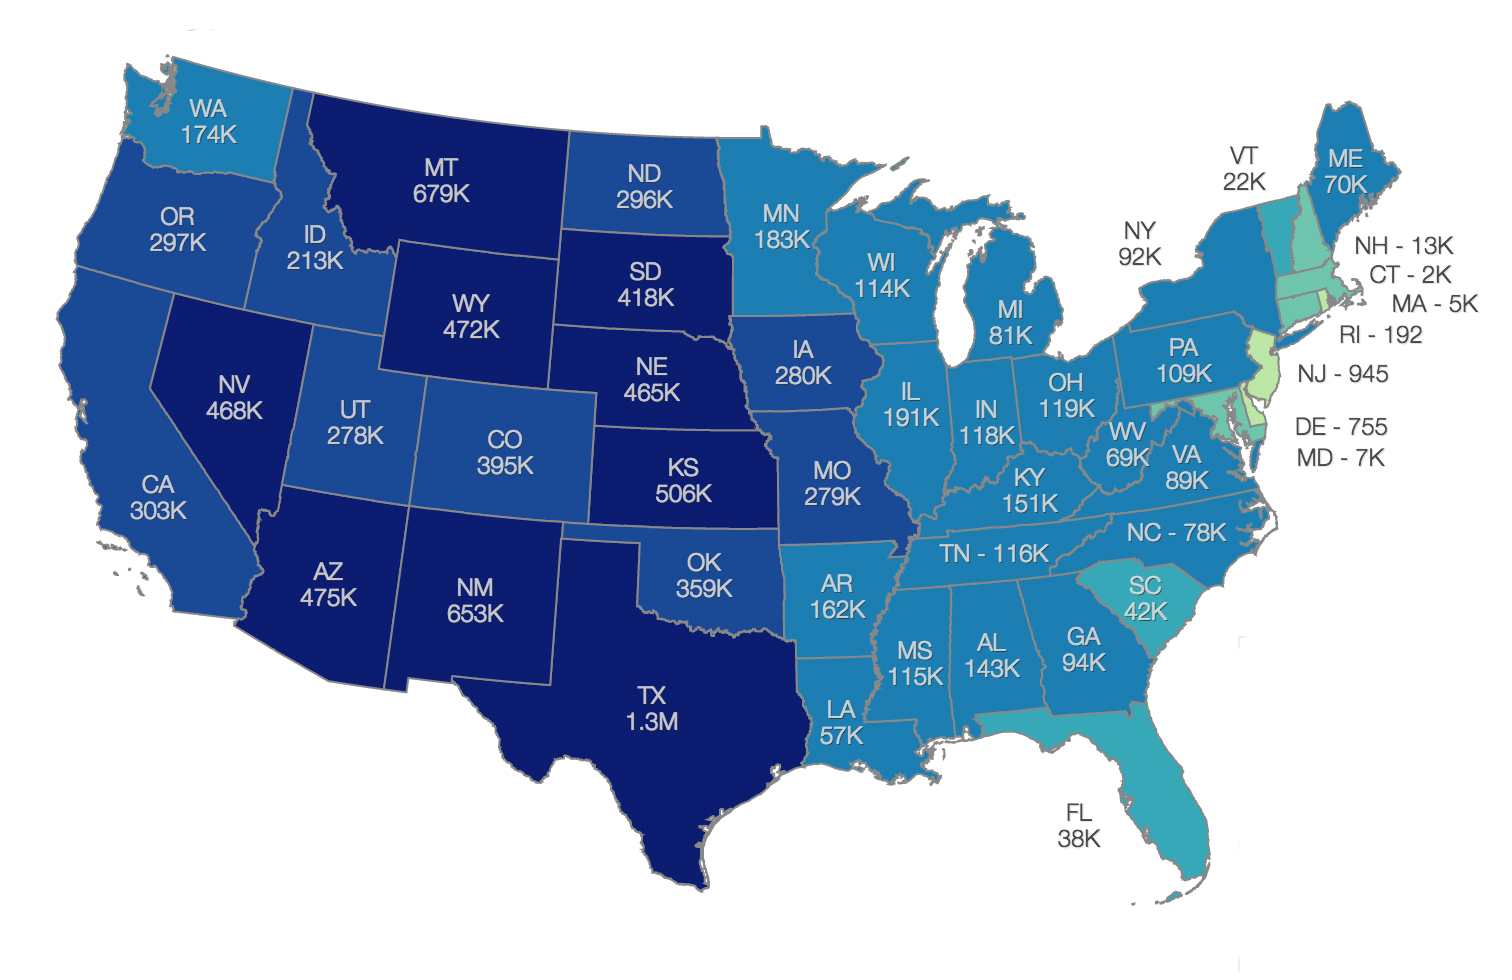 WA
174K
OR
297K
ID
213K
MT
679K
ND
296K
MN
183K
WI
114K
MI
81K
VT
22K
ME
70K
NY
92K
NH - 13K
CT - 2K
MA - 5K
RI - 192
NJ - 945
DE - 755
MD - 7K
WY
472K
SD
418K
NE
465K
IA
280K
IL
191K
IN
118K
OH
119K
PA
109K
WV
69K
VA
89K
CA
303K
NV
468K
UT
278K
CO
395K
KS
506K
MO
279K
KY
151K
TN - 116K
NC - 78K
SC
42K
AZ
475K
NM
653K
OK
359K
AR
162K
TX
1.3M
LA
57K
MS
115K
AL
143K
GA
94K
FL
38K